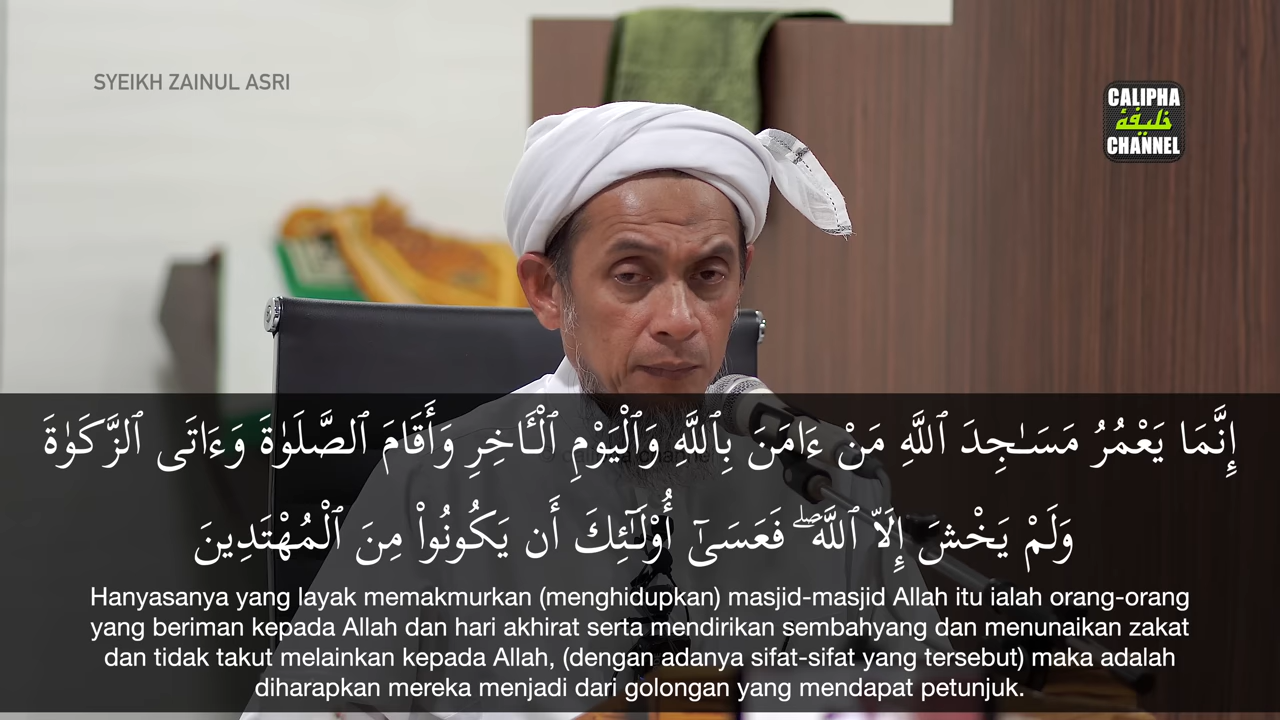 SYEIKH ZAINUL ASRI
CALIPHA
خليفة
CHANNEL
إِنَّمَا يَعْمُرُ مَسَـٰجِدَ ٱللَّهِ مَنْ ءَامَنَ بِٱللَّهِ وَٱلْيَوْمِ ٱلْـَٔاخِرِ وَأَقَامَ ٱلصَّلَوٰةَ وَءَاتَى ٱلزَّكَوٰةَ
وَلَمْ يَخْشَ إِلَّا ٱللَّهَ ۖ فَعَسَىٰٓ أُو۟لَـٰٓئِكَ أَن يَكُونُوا۟ مِنَ ٱلْمُهْتَدِينَ
Hanyasanya yang layak memakmurkan (menghidupkan) masjid-masjid Allah itu ialah orang-orang
yang beriman kepada Allah dan hari akhirat serta mendirikan sembahyang dan menunaikan zakat
dan tidak takut melainkan kepada Allah, (dengan adanya sifat-sifat yang tersebut) maka adalah
diharapkan mereka menjadi dari golongan yang mendapat petunjuk.